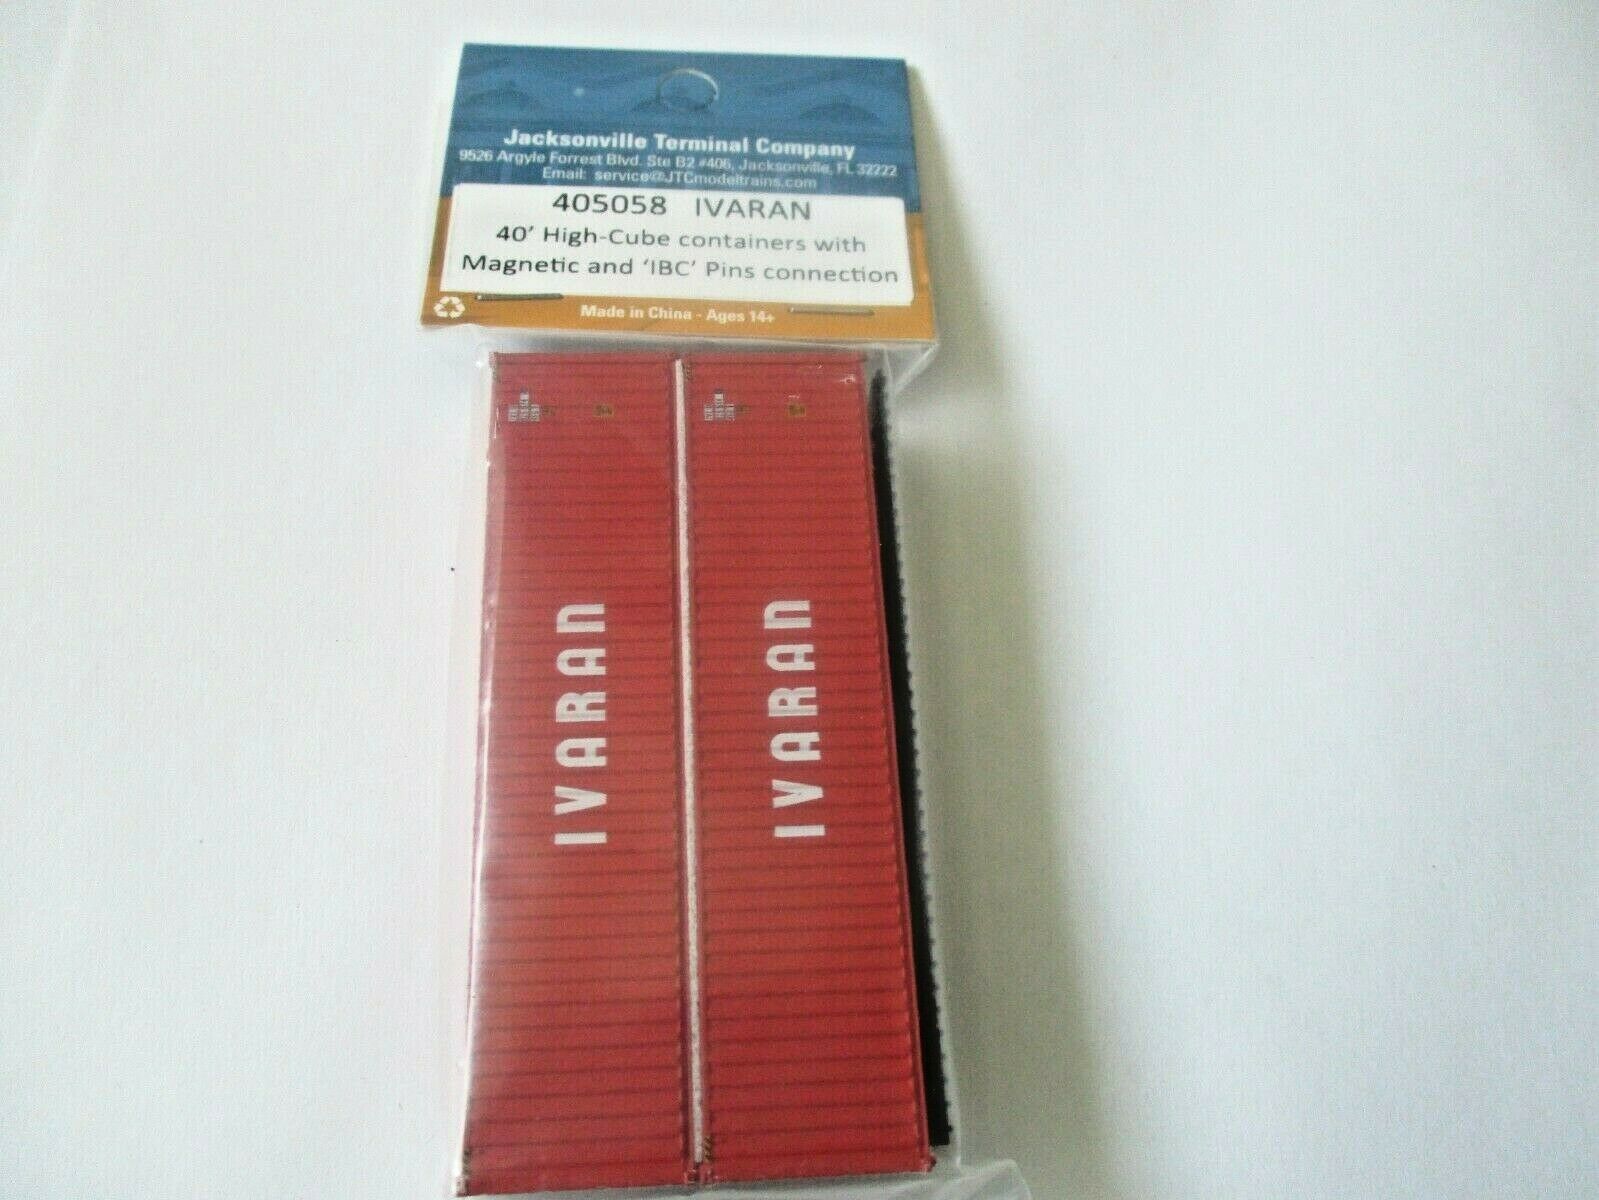 Jacksonville Terminal Company
9526 Argyle Forrest Blvd. Ste B2 #406, Jacksonville, FL 32222
Email: service@JTCmodeltrains.com
405058 IVARAN
40' High-Cube containers with
Magnetic and 'IBC' Pins connection
Made in China - Ages 14+
IVARAN
IVARAN